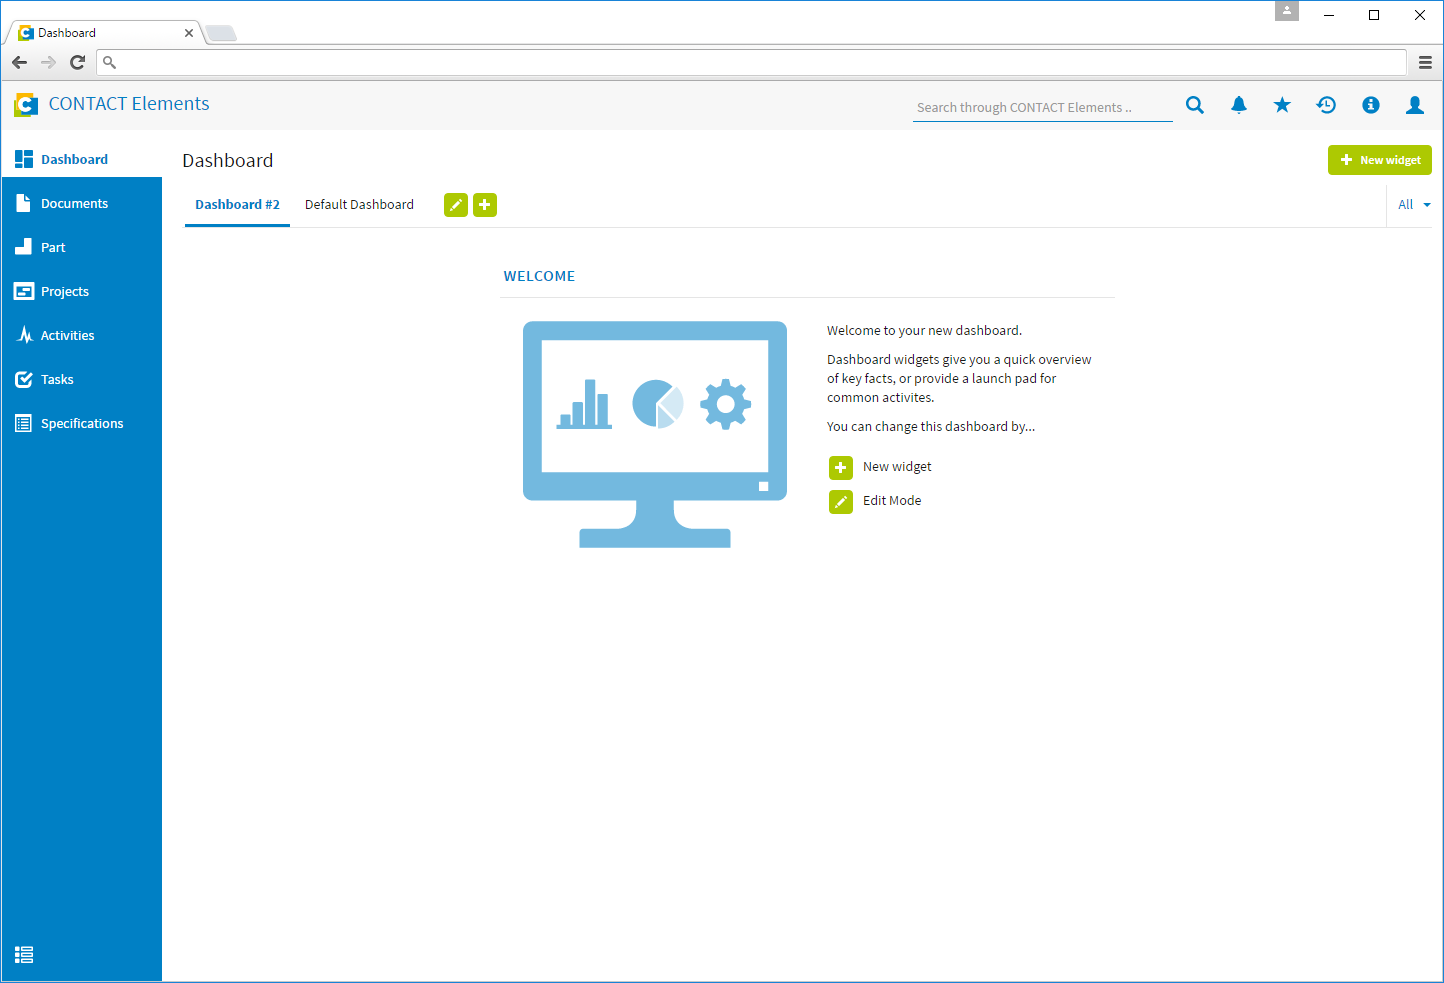 Dashboard
CONTACT Elements
Search through CONTACT Elements ..
Dashboard
Documents
Part
Projects
Activities
Tasks
Specifications
Dashboard
New widget
Dashboard #2
Default Dashboard
All
WELCOME
Welcome to your new dashboard.
Dashboard widgets give you a quick overview
of key facts, or provide a launch pad for
common activites.
You can change this dashboard by...
New widget
Edit Mode